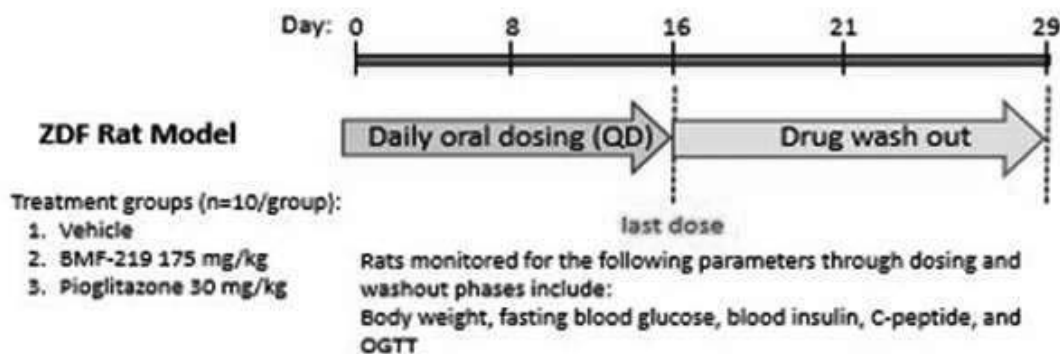 Day: 0 8 16 21 29
ZDF Rat Model
Daily oral dosing (QD)
Drug wash out
Treatment groups (n=10/group):
1. Vehicle
2. BMF-219 175 mg/kg
3. Pioglitazone 30 mg/kg
last dose
Rats monitored for the following parameters through dosing and
washout phases include:
Body weight, fasting blood glucose, blood insulin, C-peptide, and
OGTT